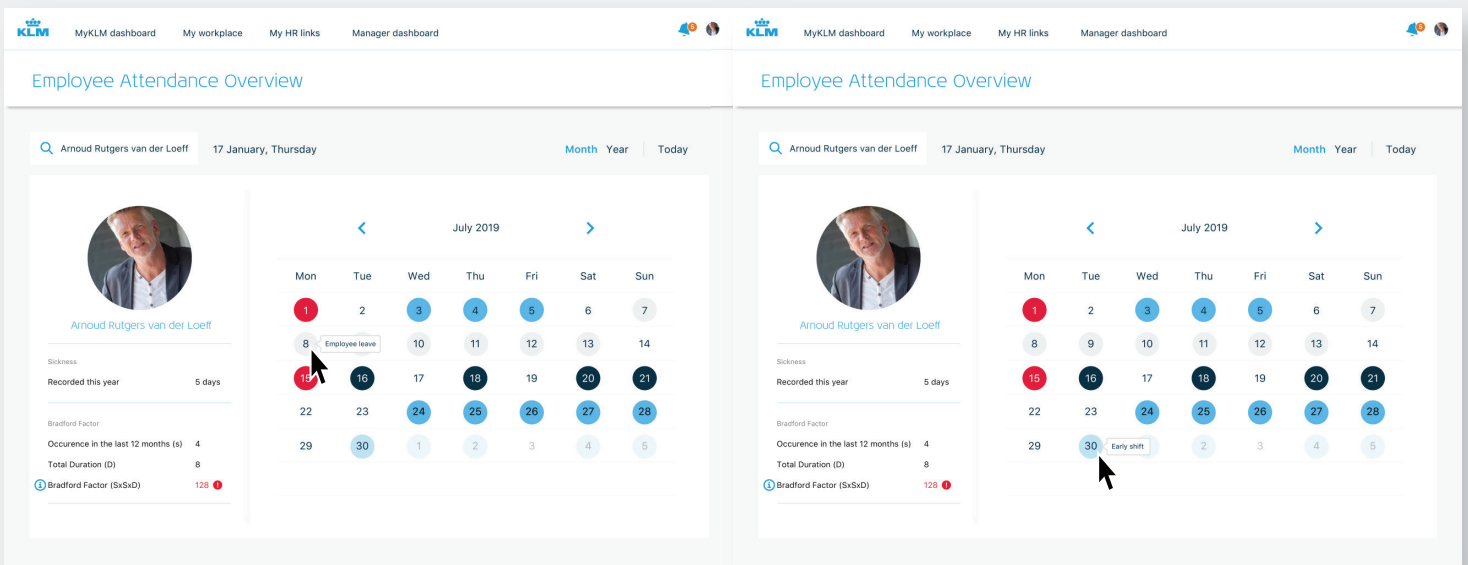 KLM MyKLM dashboard My workplace My HR links Manager dashboard 5
Employee Attendance Overview
Arnoud Rutgers van der Loeff 17 January, Thursday Month Year Today
July 2019
Mon Tue Wed Thu Fri Sat Sun
1 2 3 4 5 6 7
Arnoud Rutgers van der Loeff
8 Employee leave 10 11 12 13 14
Sickness
Recorded this year 5 days
15 16 17 18 19 20 21
22 23 24 25 26 27 28
Bradford Factor
Occurence in the last 12 months (s) 4
29 30 1 2 3 4 5
Total Duration (D) 8
Bradford Factor (SxSxD) 128
KLM MyKLM dashboard My workplace My HR links Manager dashboard 5
Employee Attendance Overview
Arnoud Rutgers van der Loeff 17 January, Thursday Month Year Today
July 2019
Mon Tue Wed Thu Fri Sat Sun
1 2 3 4 5 6 7
Arnoud Rutgers van der Loeff
8 9 10 11 12 13 14
Sickness
Recorded this year 5 days
15 16 17 18 19 20 21
22 23 24 25 26 27 28
Bradford Factor
Occurence in the last 12 months (s) 4
29 30 Early shift 2 3 4 5
Total Duration (D) 8
Bradford Factor (SxSxD) 128